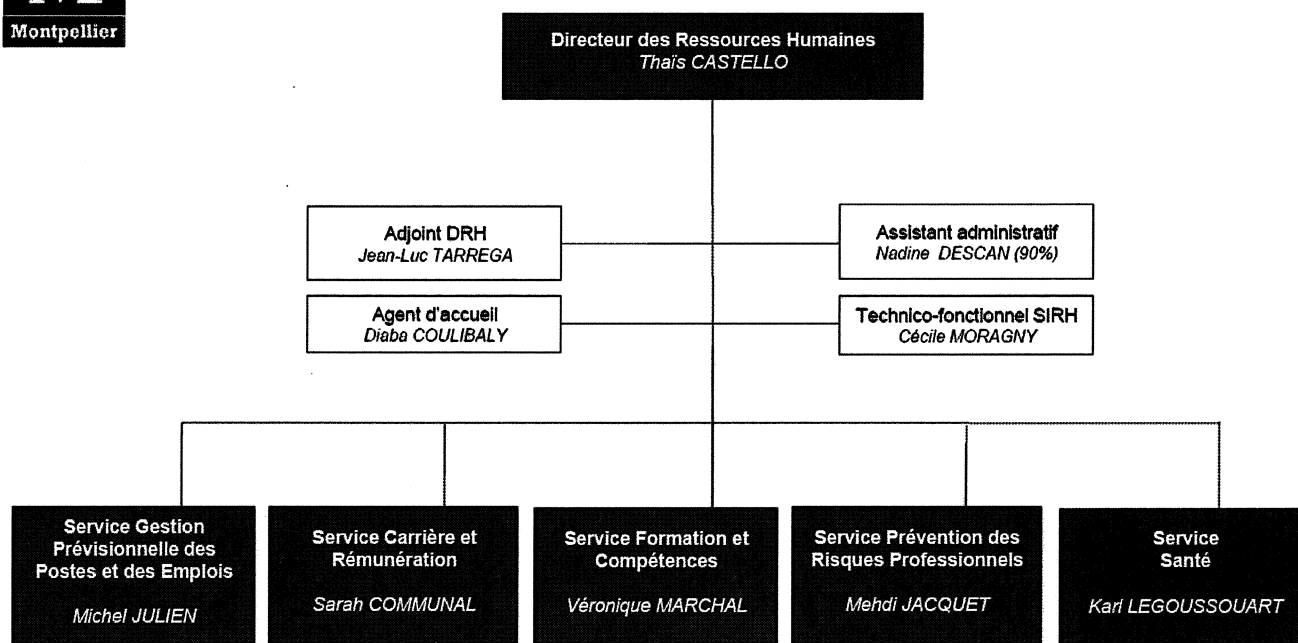 Montpellier
Directeur des Ressources Humaines
Thaïs CASTELLO
Adjoint DRH
Jean-Luc TARREGA
Assistant administratif
Nadine DESCAN (90%)
Agent d'accueil
Diaba COULIBALY
Technico-fonctionnel SIRH
Cécile MORAGNY
Service Gestion
Prévisionnelle des
Postes et des Emplois
Michel JULIEN
Service Carrière et
Rémunération
Sarah COMMUNAL
Service Formation et
Compétences
Véronique MARCHAL
Service Prévention des
Risques Professionnels
Mehdi JACQUET
Service
Santé
Karl LEGOUSSOUART